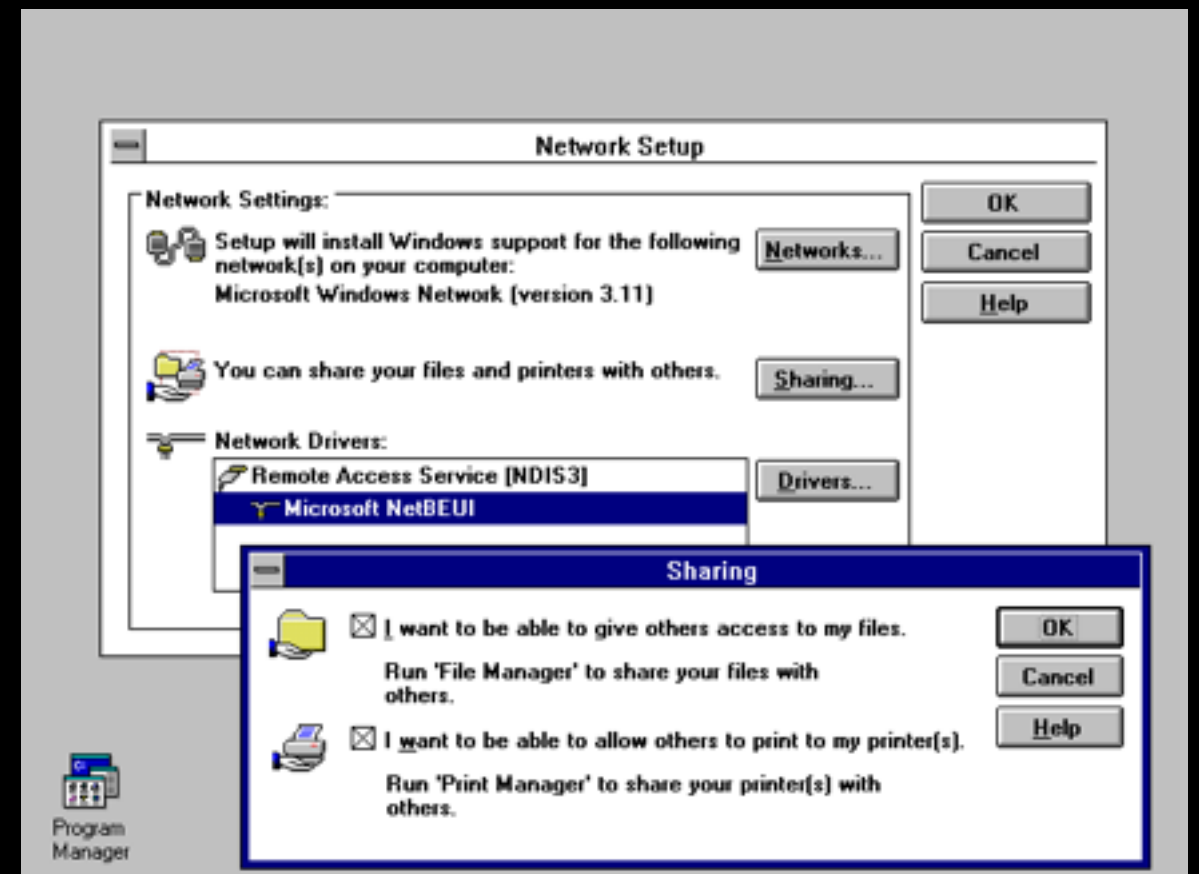 Network Setup
Network Settings:
OK
Setup will install Windows support for the following
network(s) on your computer:
Networks...
Cancel
Microsoft Windows Network (version 3.11)
Help
You can share your files and printers with others.
Sharing...
Network Drivers:
Remote Access Service [NDIS3]
Drivers...
Microsoft NetBEUI
Sharing
I want to be able to give others access to my files.
OK
Run 'File Manager' to share your files with
others.
Cancel
I want to be able to allow others to print to my printer(s).
Help
Run 'Print Manager' to share your printer(s) with
others.
Program
Manager